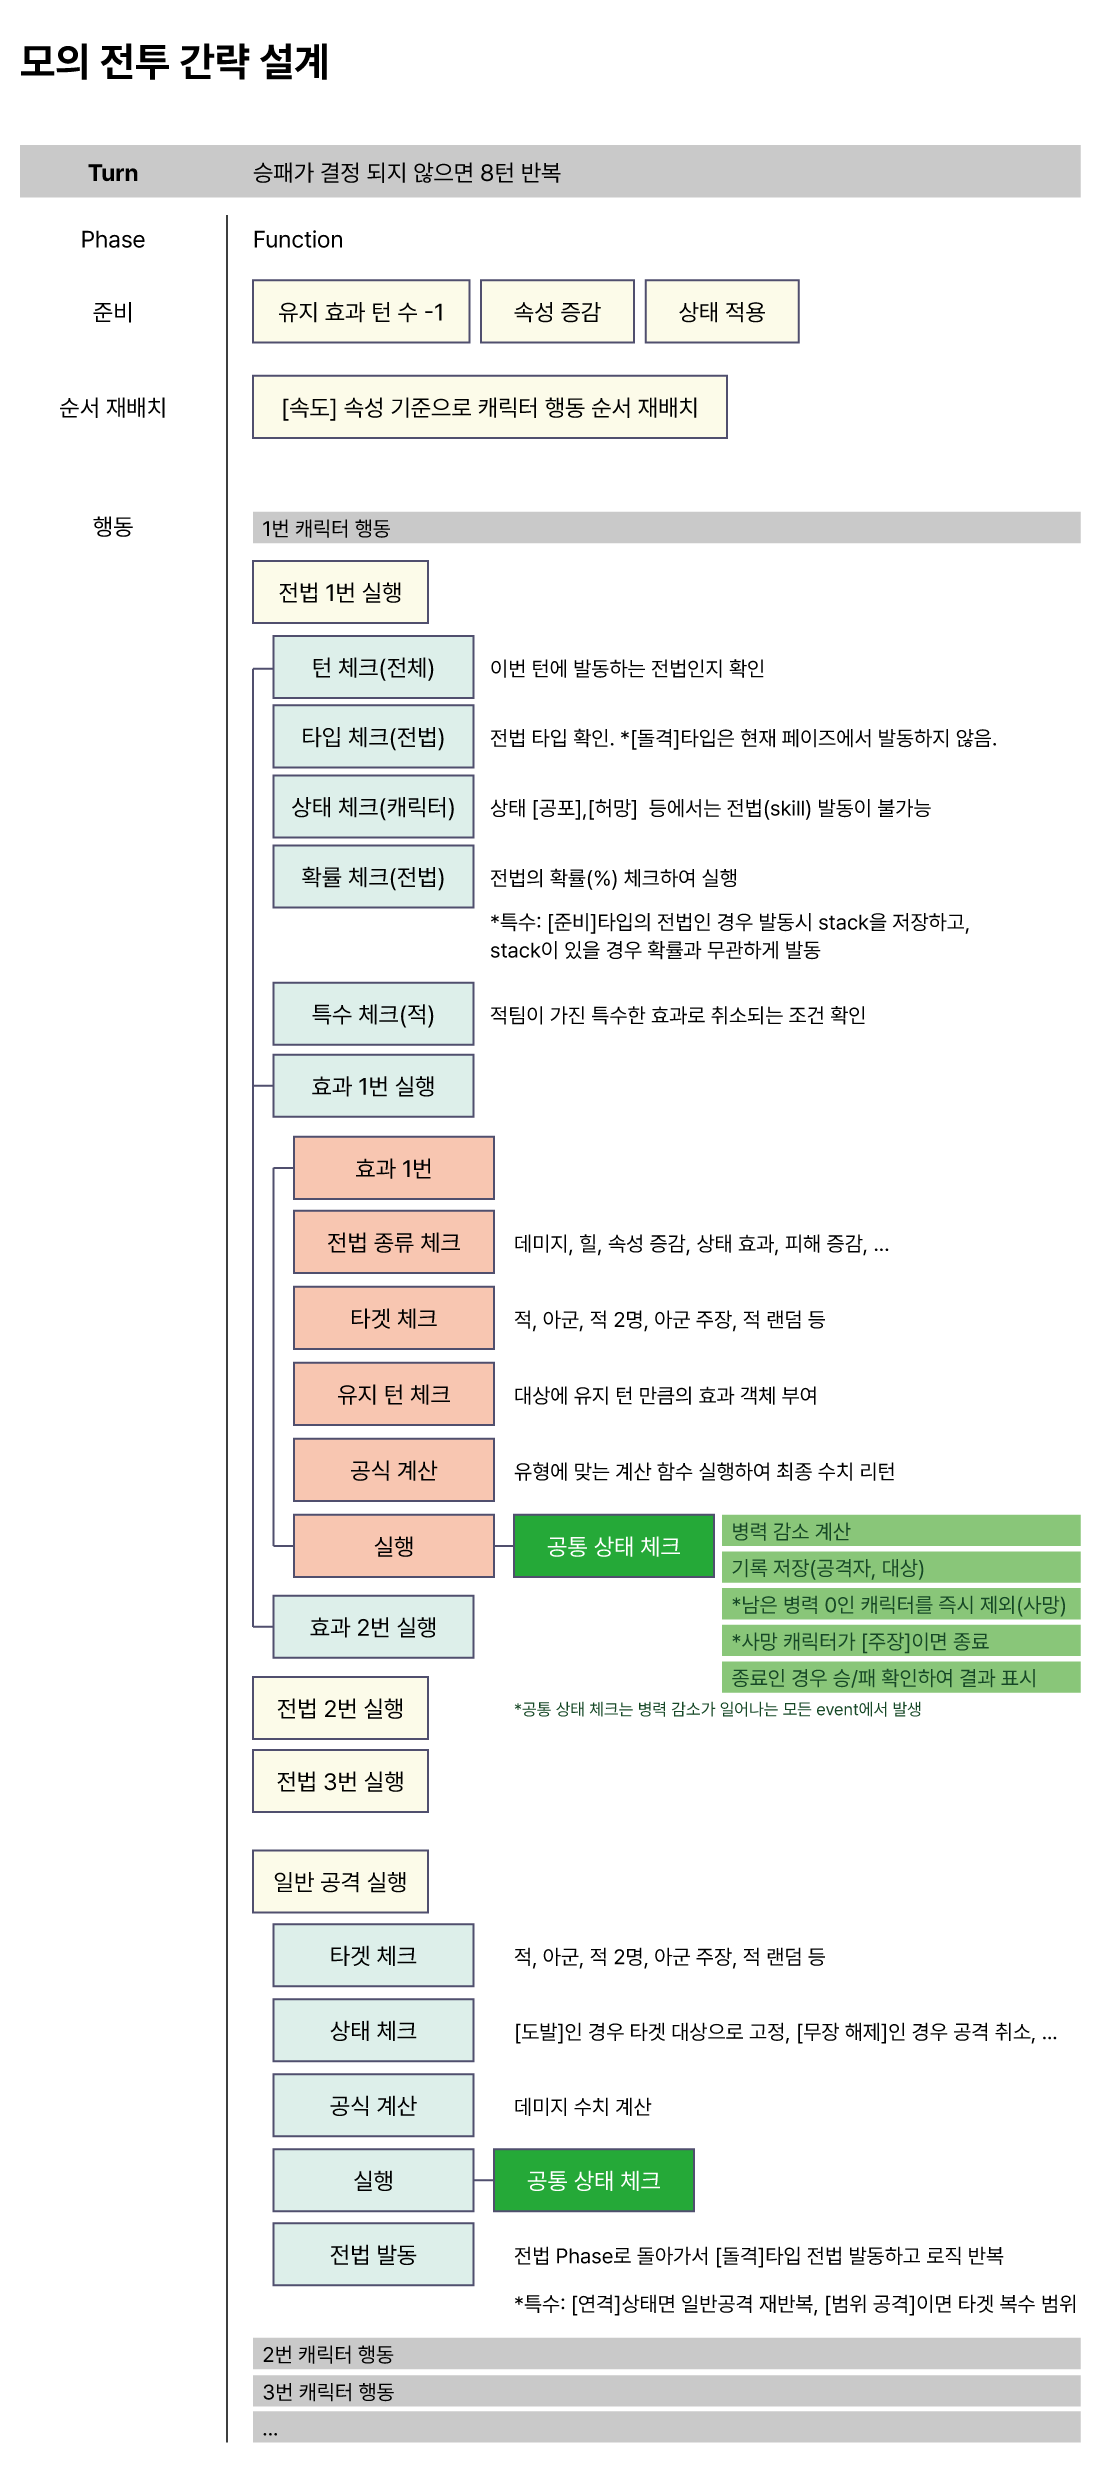 모의 전투 간략 설계
Turn 승패가 결정 되지 않으면 8턴 반복
Phase Function
준비 유지 효과 턴 수 -1 속성 증감 상태 적용
순서 재배치 [속도] 속성 기준으로 캐릭터 행동 순서 재배치
행동 1번 캐릭터 행동
전법 1번 실행
턴 체크(전체) 이번 턴에 발동하는 전법인지 확인
타입 체크(전법) 전법 타입 확인. *[돌격]타입은 현재 페이즈에서 발동하지 않음.
상태 체크(캐릭터) 상태 [공포],[허망] 등에서는 전법(skill) 발동이 불가능
확률 체크(전법) 전법의 확률(%) 체크하여 실행
*특수: [준비]타입의 전법인 경우 발동시 stack을 저장하고,
stack이 있을 경우 확률과 무관하게 발동
특수 체크(적) 적팀이 가진 특수한 효과로 취소되는 조건 확인
효과 1번 실행
효과 1번
전법 종류 체크 데미지, 힐, 속성 증감, 상태 효과, 피해 증감, ...
타겟 체크 적, 아군, 적 2명, 아군 주장, 적 랜덤 등
유지 턴 체크 대상에 유지 턴 만큼의 효과 객체 부여
공식 계산 유형에 맞는 계산 함수 실행하여 최종 수치 리턴
실행 공통 상태 체크 병력 감소 계산
기록 저장(공격자, 대상)
*남은 병력 0인 캐릭터를 즉시 제외(사망)
효과 2번 실행 *사망 캐릭터가 [주장]이면 종료
종료인 경우 승/패 확인하여 결과 표시
전법 2번 실행 *공통 상태 체크는 병력 감소가 일어나는 모든 event에서 발생
전법 3번 실행
일반 공격 실행
타겟 체크 적, 아군, 적 2명, 아군 주장, 적 랜덤 등
상태 체크 [도발]인 경우 타겟 대상으로 고정, [무장 해제]인 경우 공격 취소, ...
공식 계산 데미지 수치 계산
실행 공통 상태 체크
전법 발동 전법 Phase로 돌아가서 [돌격]타입 전법 발동하고 로직 반복
*특수: [연격]상태면 일반공격 재반복, [범위 공격]이면 타겟 복수 범위
2번 캐릭터 행동
3번 캐릭터 행동
...